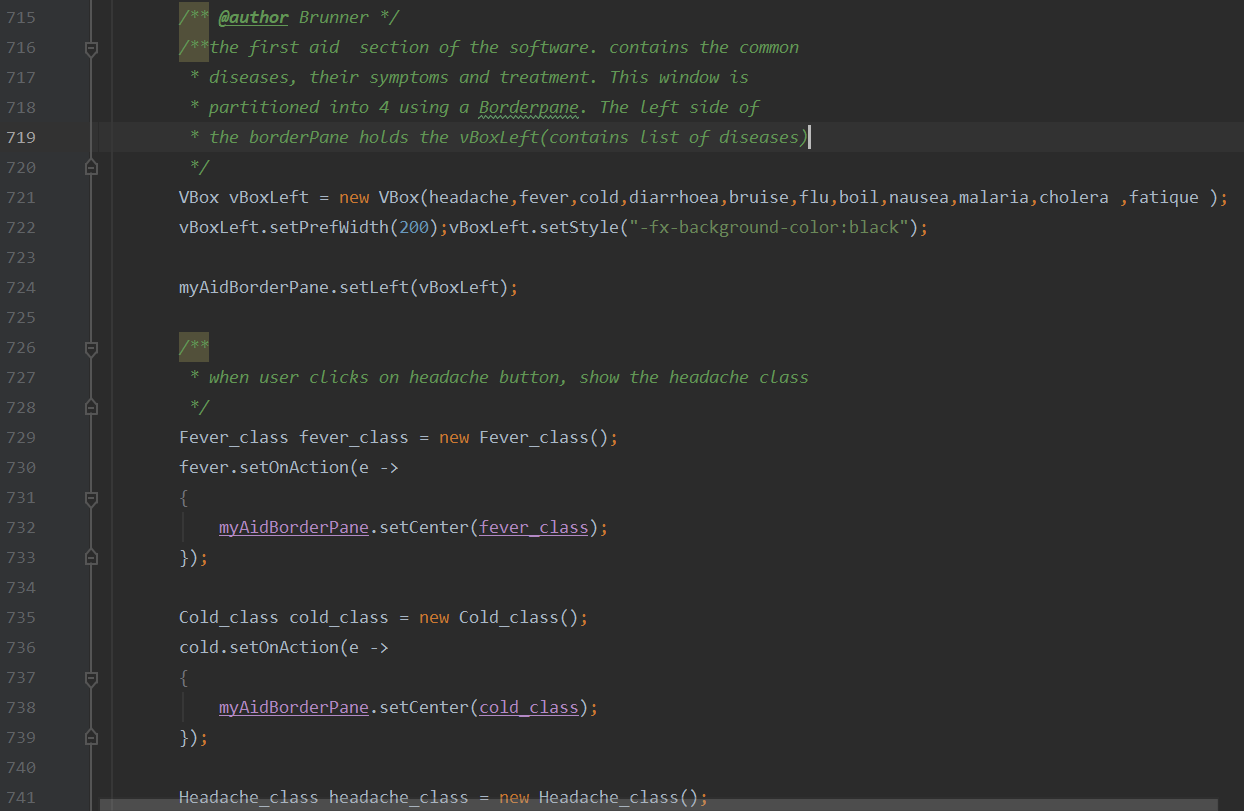 715 /** @author Brunner */
716 /**the first aid  section of the software. contains the common
717  * diseases, their symptoms and treatment. This window is
718  * partitioned into 4 using a Borderpane. The left side of
719  * the borderPane holds the vBoxLeft(contains list of diseases)
720  */
721 VBox vBoxLeft = new VBox(headache,fever,cold,diarrhoea,bruise,flu,boil,nausea,malaria,cholera ,fatique );
722 vBoxLeft.setPrefWidth(200);vBoxLeft.setStyle("-fx-background-color:black");
723
724 myAidBorderPane.setLeft(vBoxLeft);
725
726 /**
727  * when user clicks on headache button, show the headache class
728  */
729 Fever_class fever_class = new Fever_class();
730 fever.setOnAction(e ->
731 {
732     myAidBorderPane.setCenter(fever_class);
733 });
734
735 Cold_class cold_class = new Cold_class();
736 cold.setOnAction(e ->
737 {
738     myAidBorderPane.setCenter(cold_class);
739 });
740
741 Headache_class headache_class = new Headache_class();